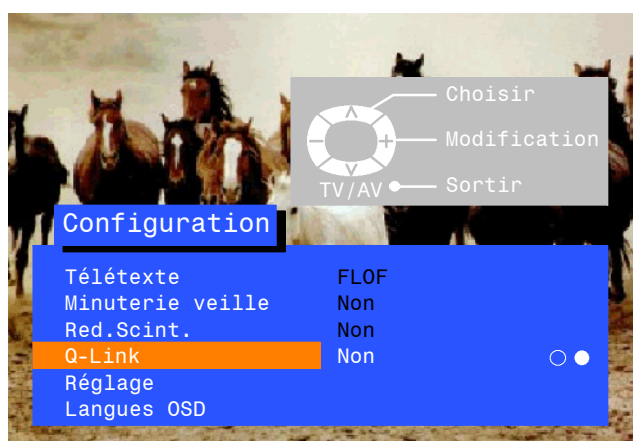 Choisir
Modification
TV/AV Sortir
Configuration
Télétexte FLOF
Minuterie veille Non
Red.Scint. Non
Q-Link Non
Réglage
Langues OSD